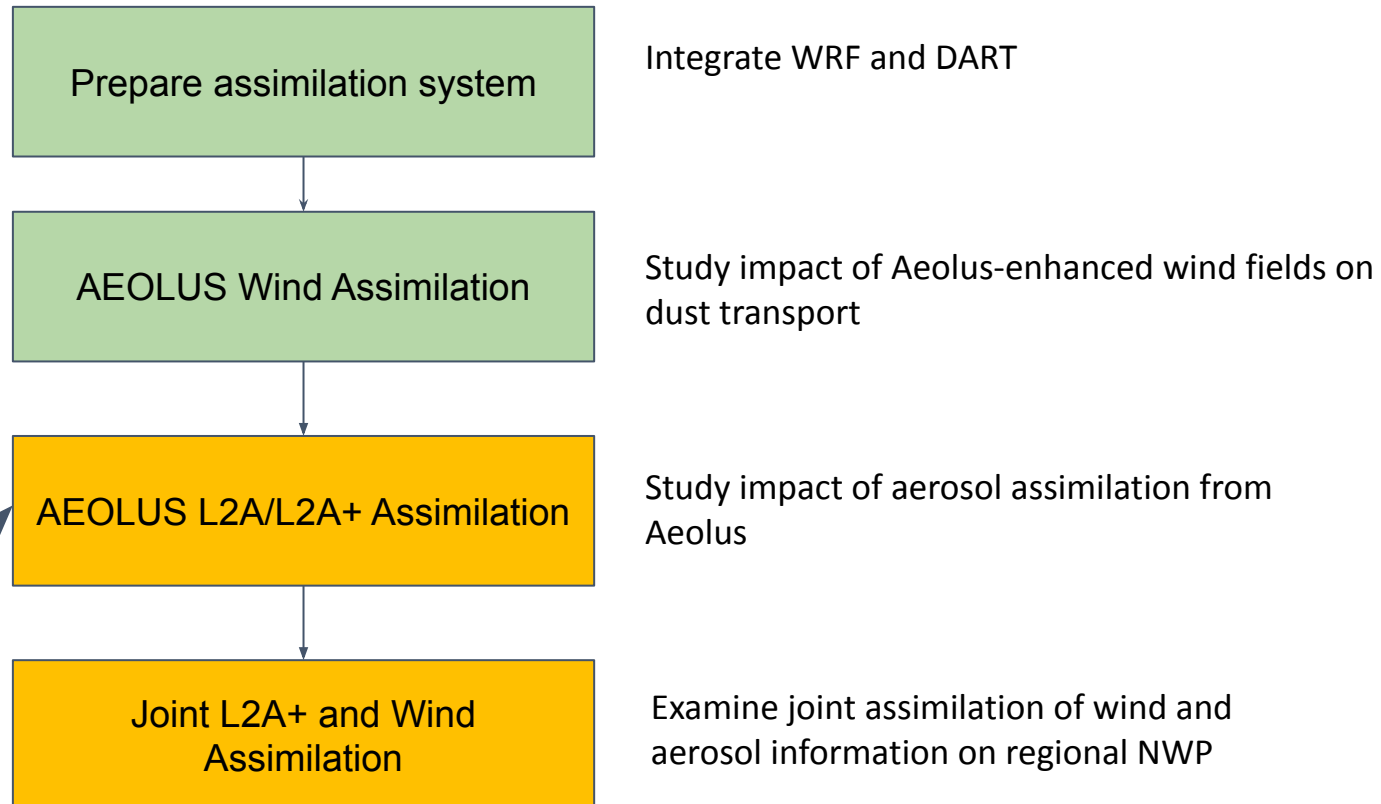 Prepare assimilation system
Integrate WRF and DART
AEOLUS Wind Assimilation
Study impact of Aeolus-enhanced wind fields on
dust transport
AEOLUS L2A/L2A+ Assimilation
Study impact of aerosol assimilation from
Aeolus
Joint L2A+ and Wind
Assimilation
Examine joint assimilation of wind and
aerosol information on regional NWP